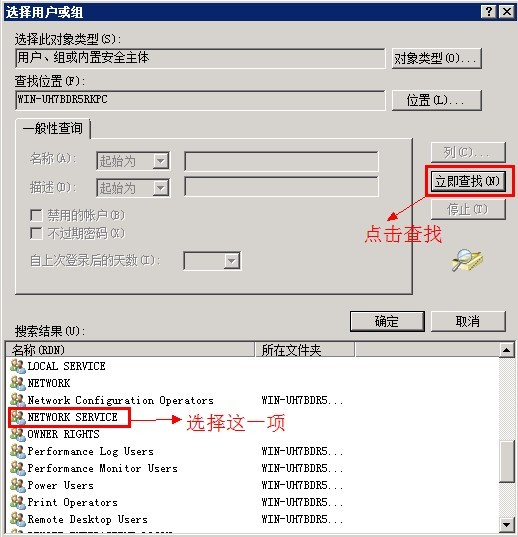 选择用户或组
选择此对象类型(S):
用户、组或内置安全主体
对象类型(O)...
查找位置(F):
WIN-UH7BDR5RKPC
位置(L)...
一般性查询
名称(A):
起始为
描述(D):
起始为
禁用的帐户(B)
不过期密码(X)
自上次登录后的天数(I):
列(C)...
立即查找(N)
停止(T)
点击查找
确定
取消
搜索结果(U):
名称(RDN) 所在文件夹
LOCAL SERVICE
NETWORK
Network Configuration Operators WIN-UH7BDR5...
NETWORK SERVICE 选择这一项
OWNER RIGHTS
Performance Log Users WIN-UH7BDR5...
Performance Monitor Users WIN-UH7BDR5...
Power Users WIN-UH7BDR5...
Print Operators WIN-UH7BDR5...
Remote Desktop Users WIN-UH7BDR5...